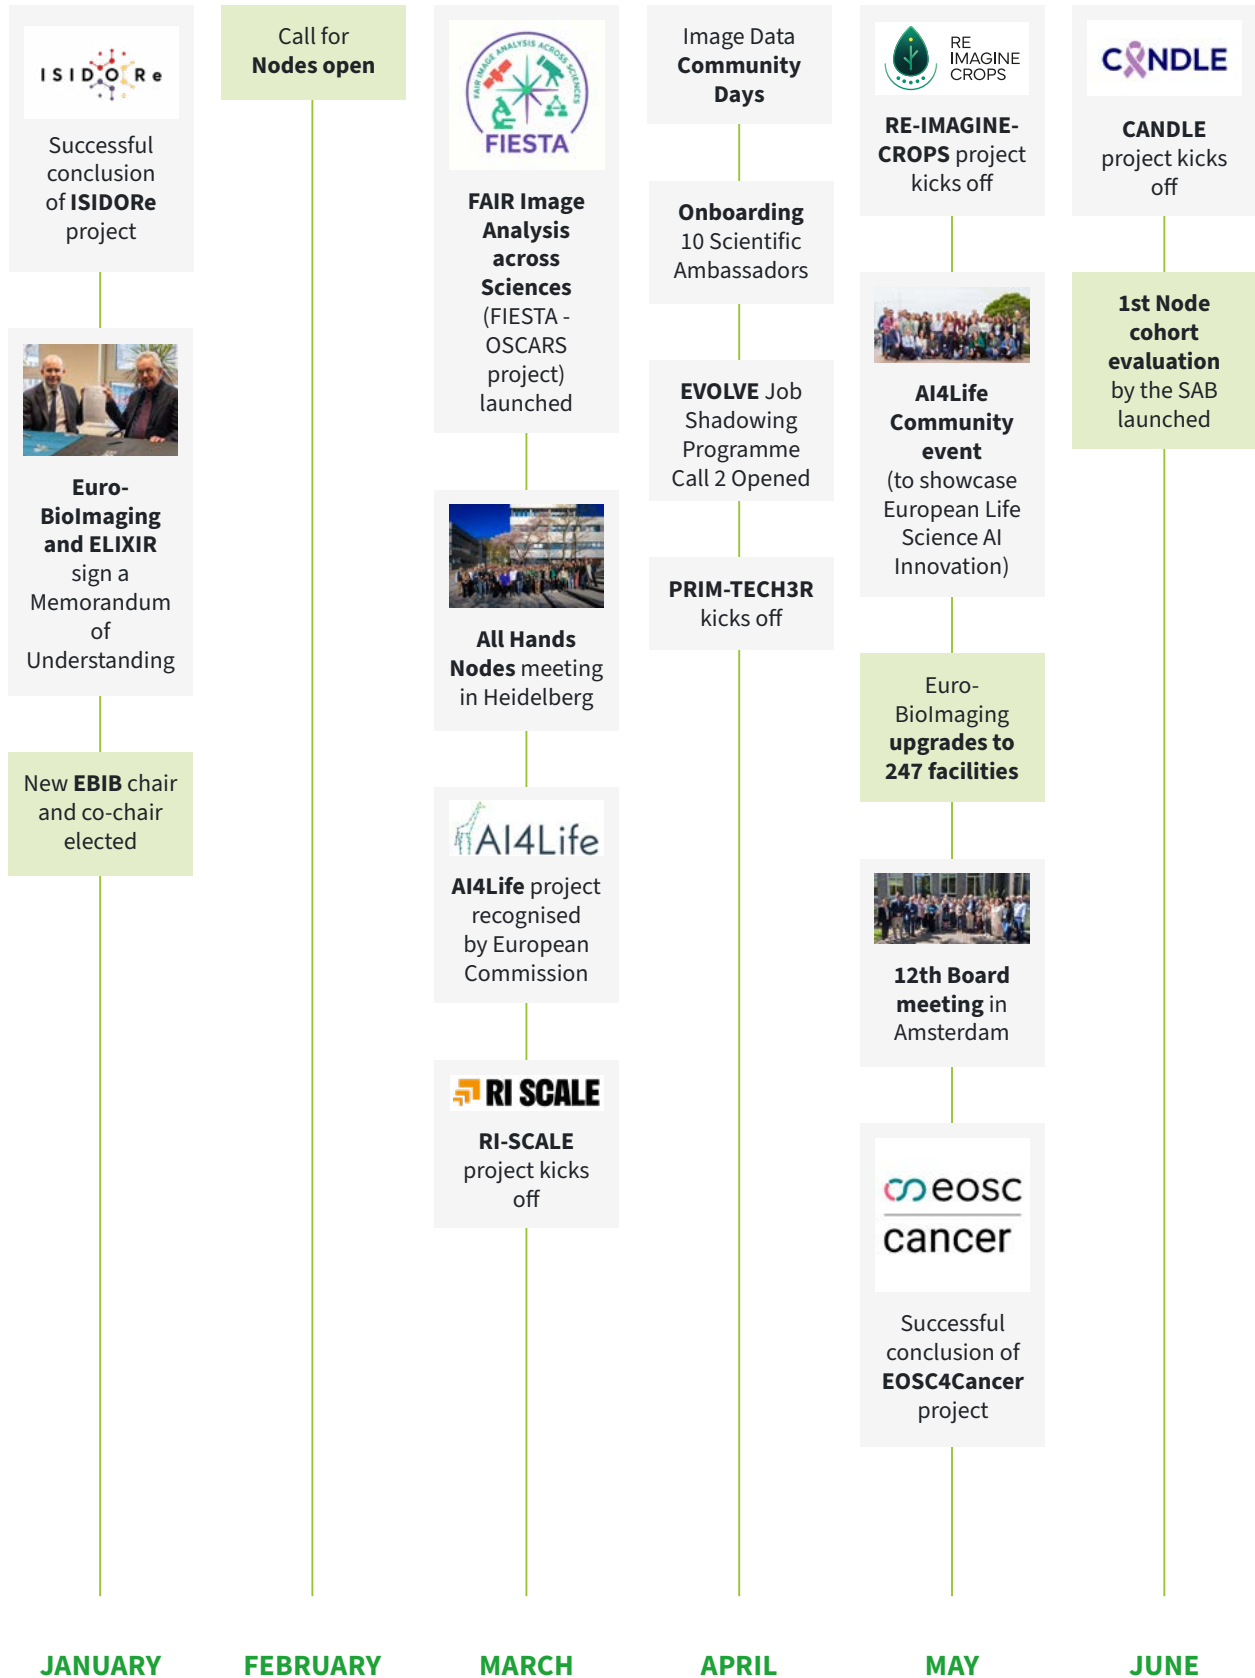 ISIDORe
Successful
conclusion
of ISIDORe
project
Euro-
BioImaging
and ELIXIR
sign a
Memorandum
of
Understanding
New EBIB chair
and co-chair
elected
JANUARY
Call for
Nodes open
FEBRUARY
FAIR IMAGE ANALYSIS ACROSS SCIENCES
FIESTA
FAIR Image
Analysis
across
Sciences
(FIESTA -
OSCARS
project)
launched
All Hands
Nodes meeting
in Heidelberg
AI4Life
AI4Life project
recognised
by European
Commission
RI SCALE
RI-SCALE
project kicks
off
MARCH
Image Data
Community
Days
Onboarding
10 Scientific
Ambassadors
EVOLVE Job
Shadowing
Programme
Call 2 Opened
PRIM-TECH3R
kicks off
APRIL
RE
IMAGINE
CROPS
RE-IMAGINE-
CROPS project
kicks off
AI4Life
Community
event
(to showcase
European Life
Science AI
Innovation)
Euro-
BioImaging
upgrades to
247 facilities
12th Board
meeting in
Amsterdam
eosc
cancer
Successful
conclusion of
EOSC4Cancer
project
MAY
CANDLE
CANDLE
project kicks
off
1st Node
cohort
evaluation
by the SAB
launched
JUNE